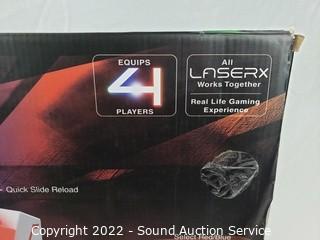 EQUIPS
4
PLAYERS
All
LASERX
Works Together
Real Life Gaming
Experience
Quick Slide Reload
Select Red/Blue
Copyright 2022 - Sound Auction Service